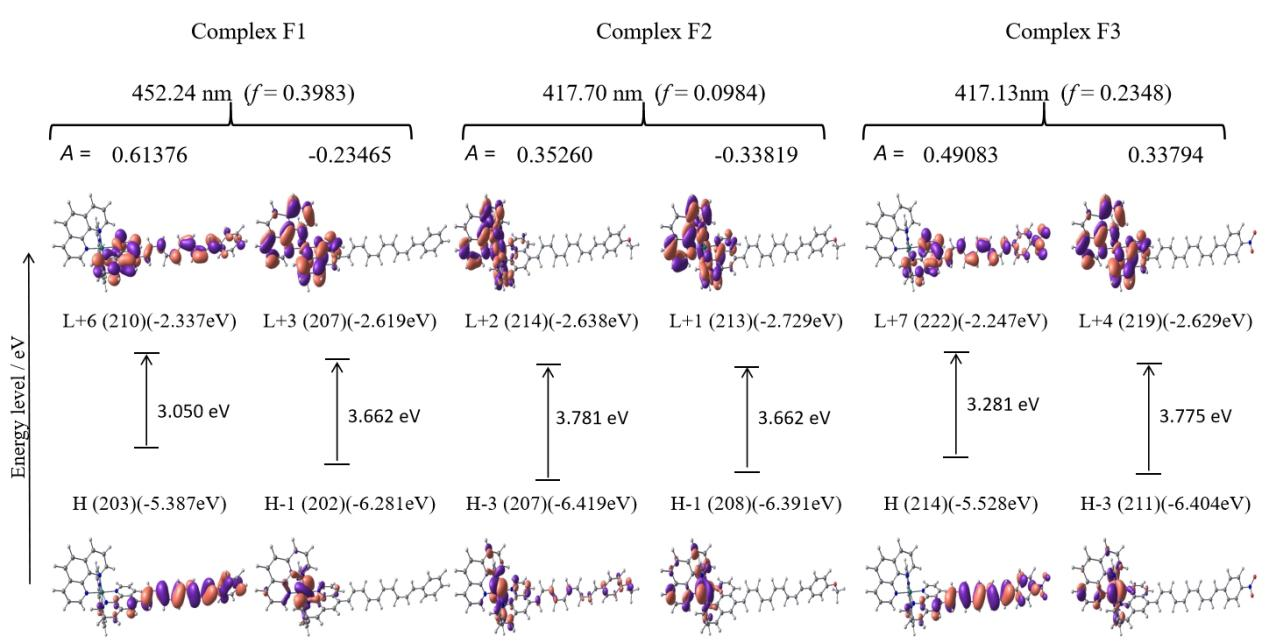 Complex F1 Complex F2 Complex F3
452.24 nm (f = 0.3983) 417.70 nm (f = 0.0984) 417.13nm (f = 0.2348)
A = 0.61376 -0.23465 A = 0.35260 -0.33819 A = 0.49083 0.33794
L+6 (210)(-2.337eV) L+3 (207)(-2.619eV) L+2 (214)(-2.638eV) L+1 (213)(-2.729eV) L+7 (222)(-2.247eV) L+4 (219)(-2.629eV)
Energy level / eV
3.050 eV 3.662 eV 3.781 eV 3.662 eV 3.281 eV 3.775 eV
H (203)(-5.387eV) H-1 (202)(-6.281eV) H-3 (207)(-6.419eV) H-1 (208)(-6.391eV) H (214)(-5.528eV) H-3 (211)(-6.404eV)